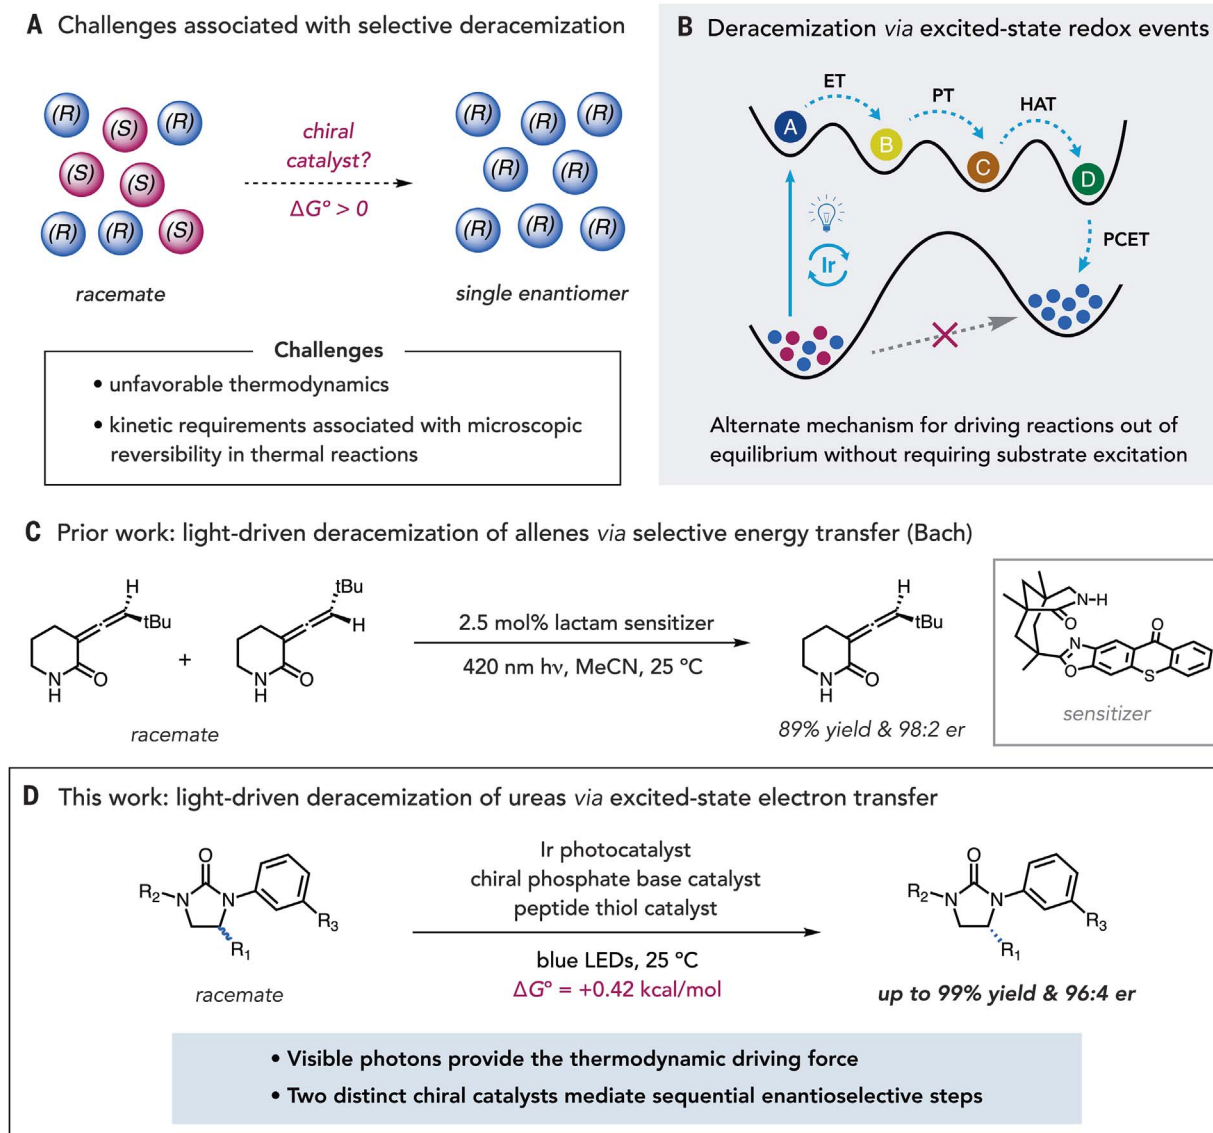 A Challenges associated with selective deracemization
(R)
(S)
(R)
(S)
(S)
(R)
(R)
(S)
racemate
chiral
catalyst?
ΔG° > 0
(R)
(R)
(R)
(R)
(R)
(R)
(R)
(R)
single enantiomer
Challenges
• unfavorable thermodynamics
• kinetic requirements associated with microscopic
reversibility in thermal reactions
B Deracemization via excited-state redox events
ET
PT
HAT
A
B
C
D
PCET
Ir
Alternate mechanism for driving reactions out of
equilibrium without requiring substrate excitation
C Prior work: light-driven deracemization of allenes via selective energy transfer (Bach)
H
tBu
N
H
O
+
tBu
H
N
H
O
racemate
2.5 mol% lactam sensitizer
420 nm hν, MeCN, 25 ºC
H
tBu
N
H
O
89% yield & 98:2 er
N-H
O
N
O
O
S
sensitizer
D This work: light-driven deracemization of ureas via excited-state electron transfer
O
R2
N
N
R3
R1
racemate
Ir photocatalyst
chiral phosphate base catalyst
peptide thiol catalyst
blue LEDs, 25 ºC
ΔG° = +0.42 kcal/mol
O
R2
N
N
R3
R1
up to 99% yield & 96:4 er
• Visible photons provide the thermodynamic driving force
• Two distinct chiral catalysts mediate sequential enantioselective steps